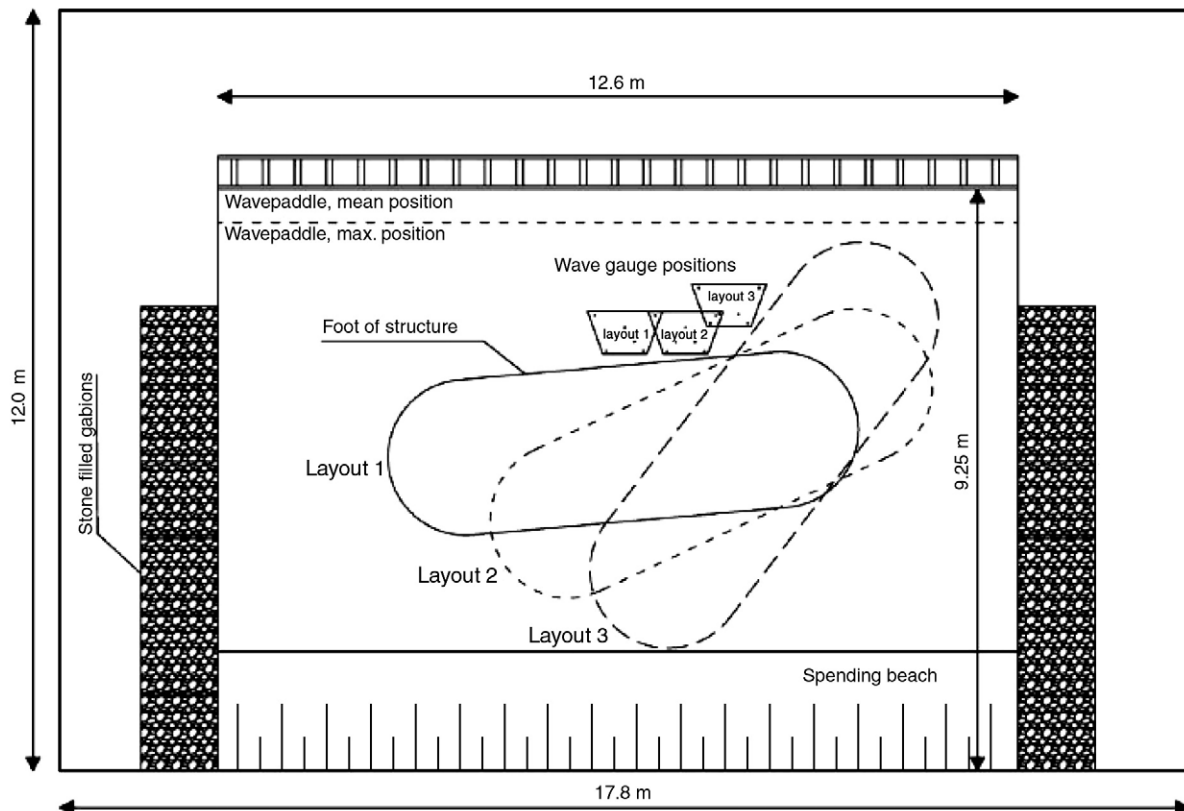 12.6 m
Wavepaddle, mean position
Wavepaddle, max. position
Wave gauge positions
layout 3
layout 1
layout 2
Foot of structure
12.0 m
Stone filled gabions
Layout 1
9.25 m
Layout 2
Layout 3
Spending beach
17.8 m